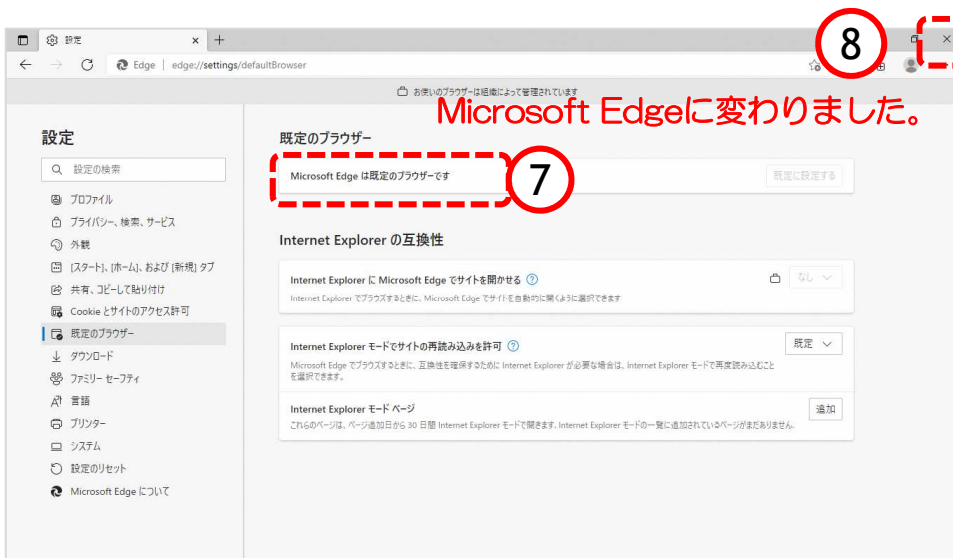 設定
8
Edge | edge://settings/defaultBrowser
お使いのブラウザーは組織によって管理されています
Microsoft Edgeに変わりました。
設定
設定の検索
プロファイル
プライバシー、検索、サービス
外観
[スタート]、[ホーム]、および [新規] タブ
共有、コピーして貼り付け
Cookie とサイトのアクセス許可
既定のブラウザー
ダウンロード
ファミリー セーフティ
言語
プリンター
システム
設定のリセット
Microsoft Edge について
既定のブラウザー
Microsoft Edge は既定のブラウザーです
7
既定に設定する
Internet Explorer の互換性
Internet Explorer に Microsoft Edge でサイトを開かせる
なし
Internet Explorer でブラウズするときに、Microsoft Edge でサイトを自動的に開くように選択できます
Internet Explorer モードでサイトの再読み込みを許可
既定
Microsoft Edge でブラウズするときに、互換性を確保するために Internet Explorer が必要な場合は、Internet Explorer モードで再度読み込むこと
を選択できます。
Internet Explorer モード ページ
追加
これらのページは、ページ追加日から 30 日間 Internet Explorer モードで開きます。Internet Explorer モードの一覧に追加されているページがまだありません。